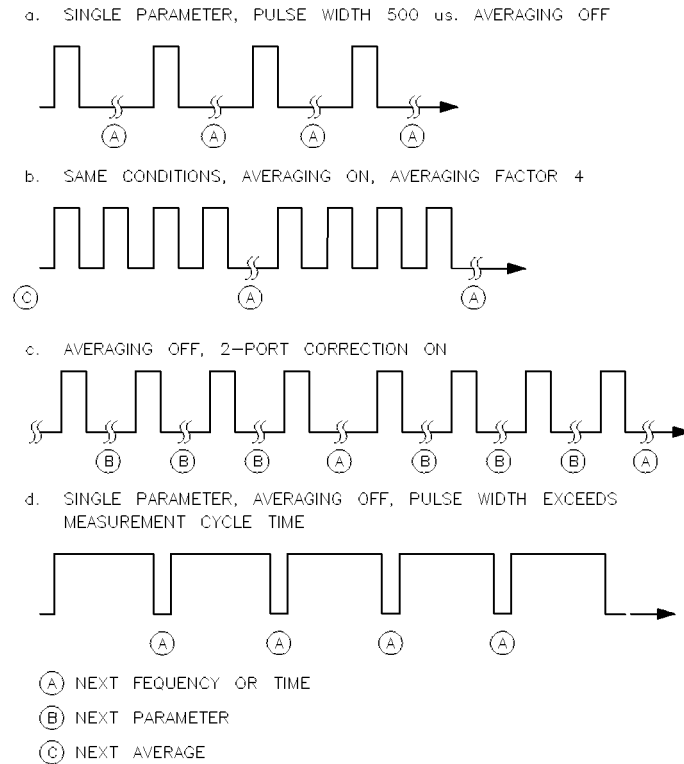 a. SINGLE PARAMETER, PULSE WIDTH 500 us. AVERAGING OFF
A A A A
b. SAME CONDITIONS, AVERAGING ON, AVERAGING FACTOR 4
C A A
c. AVERAGING OFF, 2-PORT CORRECTION ON
B B B A B B B A
d. SINGLE PARAMETER, AVERAGING OFF, PULSE WIDTH EXCEEDS
MEASUREMENT CYCLE TIME
A A A A
A NEXT FEQUENCY OR TIME
B NEXT PARAMETER
C NEXT AVERAGE